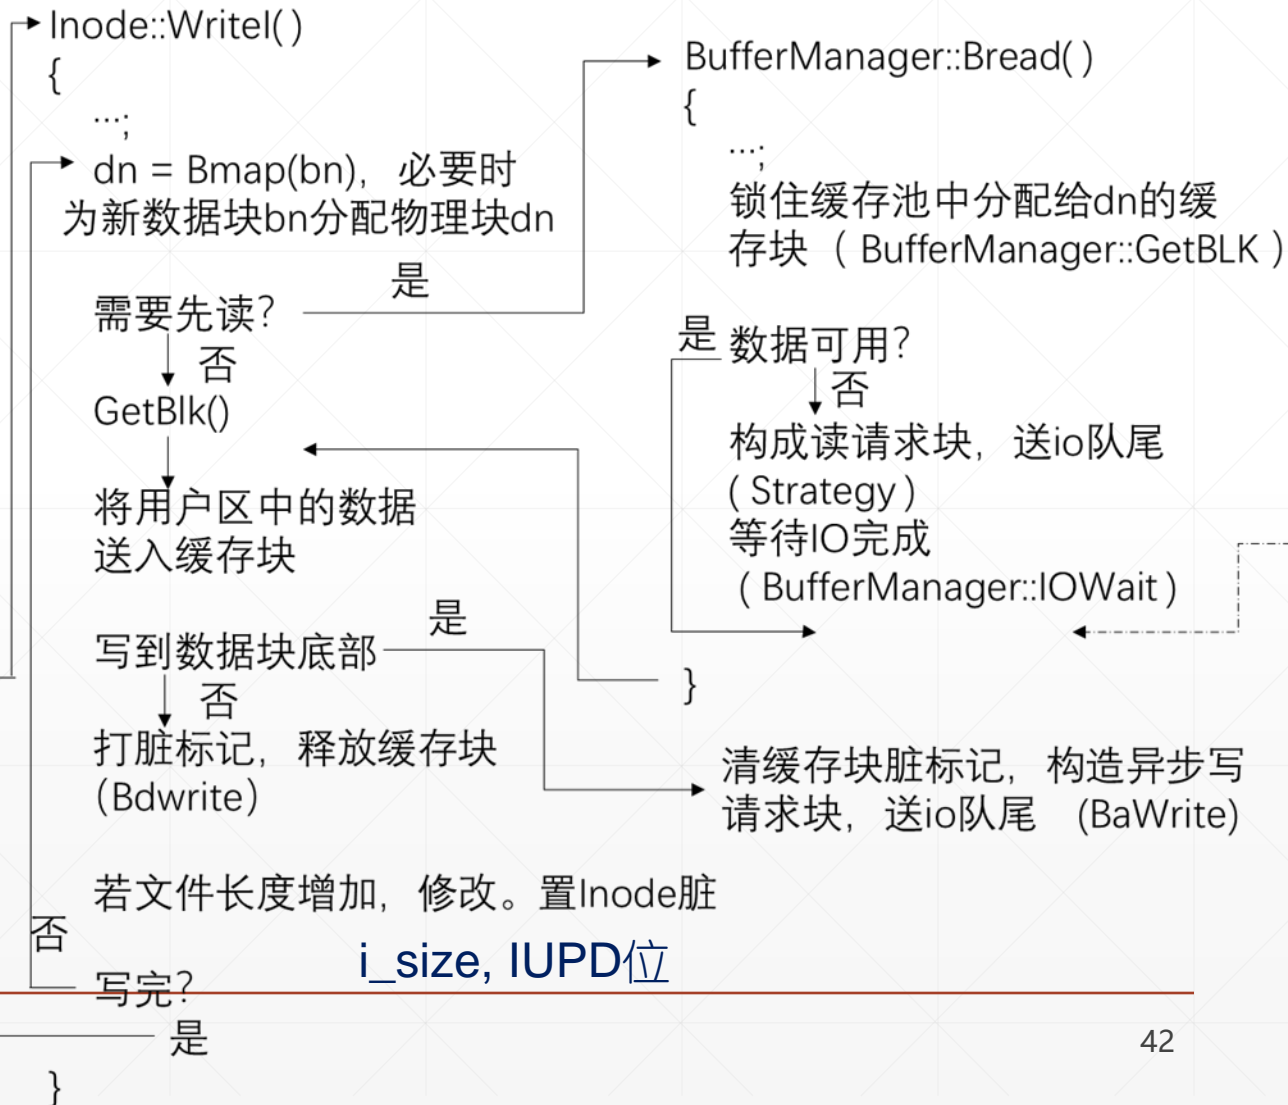 Inode::WriteI()
{
…;
dn = Bmap(bn)，必要时
为新数据块bn分配物理块dn
是
需要先读？
否
GetBlk()
将用户区中的数据
送入缓存块
是
写到数据块底部
否
打脏标记，释放缓存块
（Bdwrite）
若文件长度增加，修改。置Inode脏
i_size, IUPD位
否
写完？
是
}
BufferManager::Bread()
{
…;
锁住缓存池中分配给dn的缓
存块（BufferManager::GetBLK）
是
数据可用？
否
构成读请求块，送io队尾
（Strategy）
等待IO完成
（BufferManager::IOWait）
}
清缓存块脏标记，构造异步写
请求块，送io队尾 (BaWrite)
42